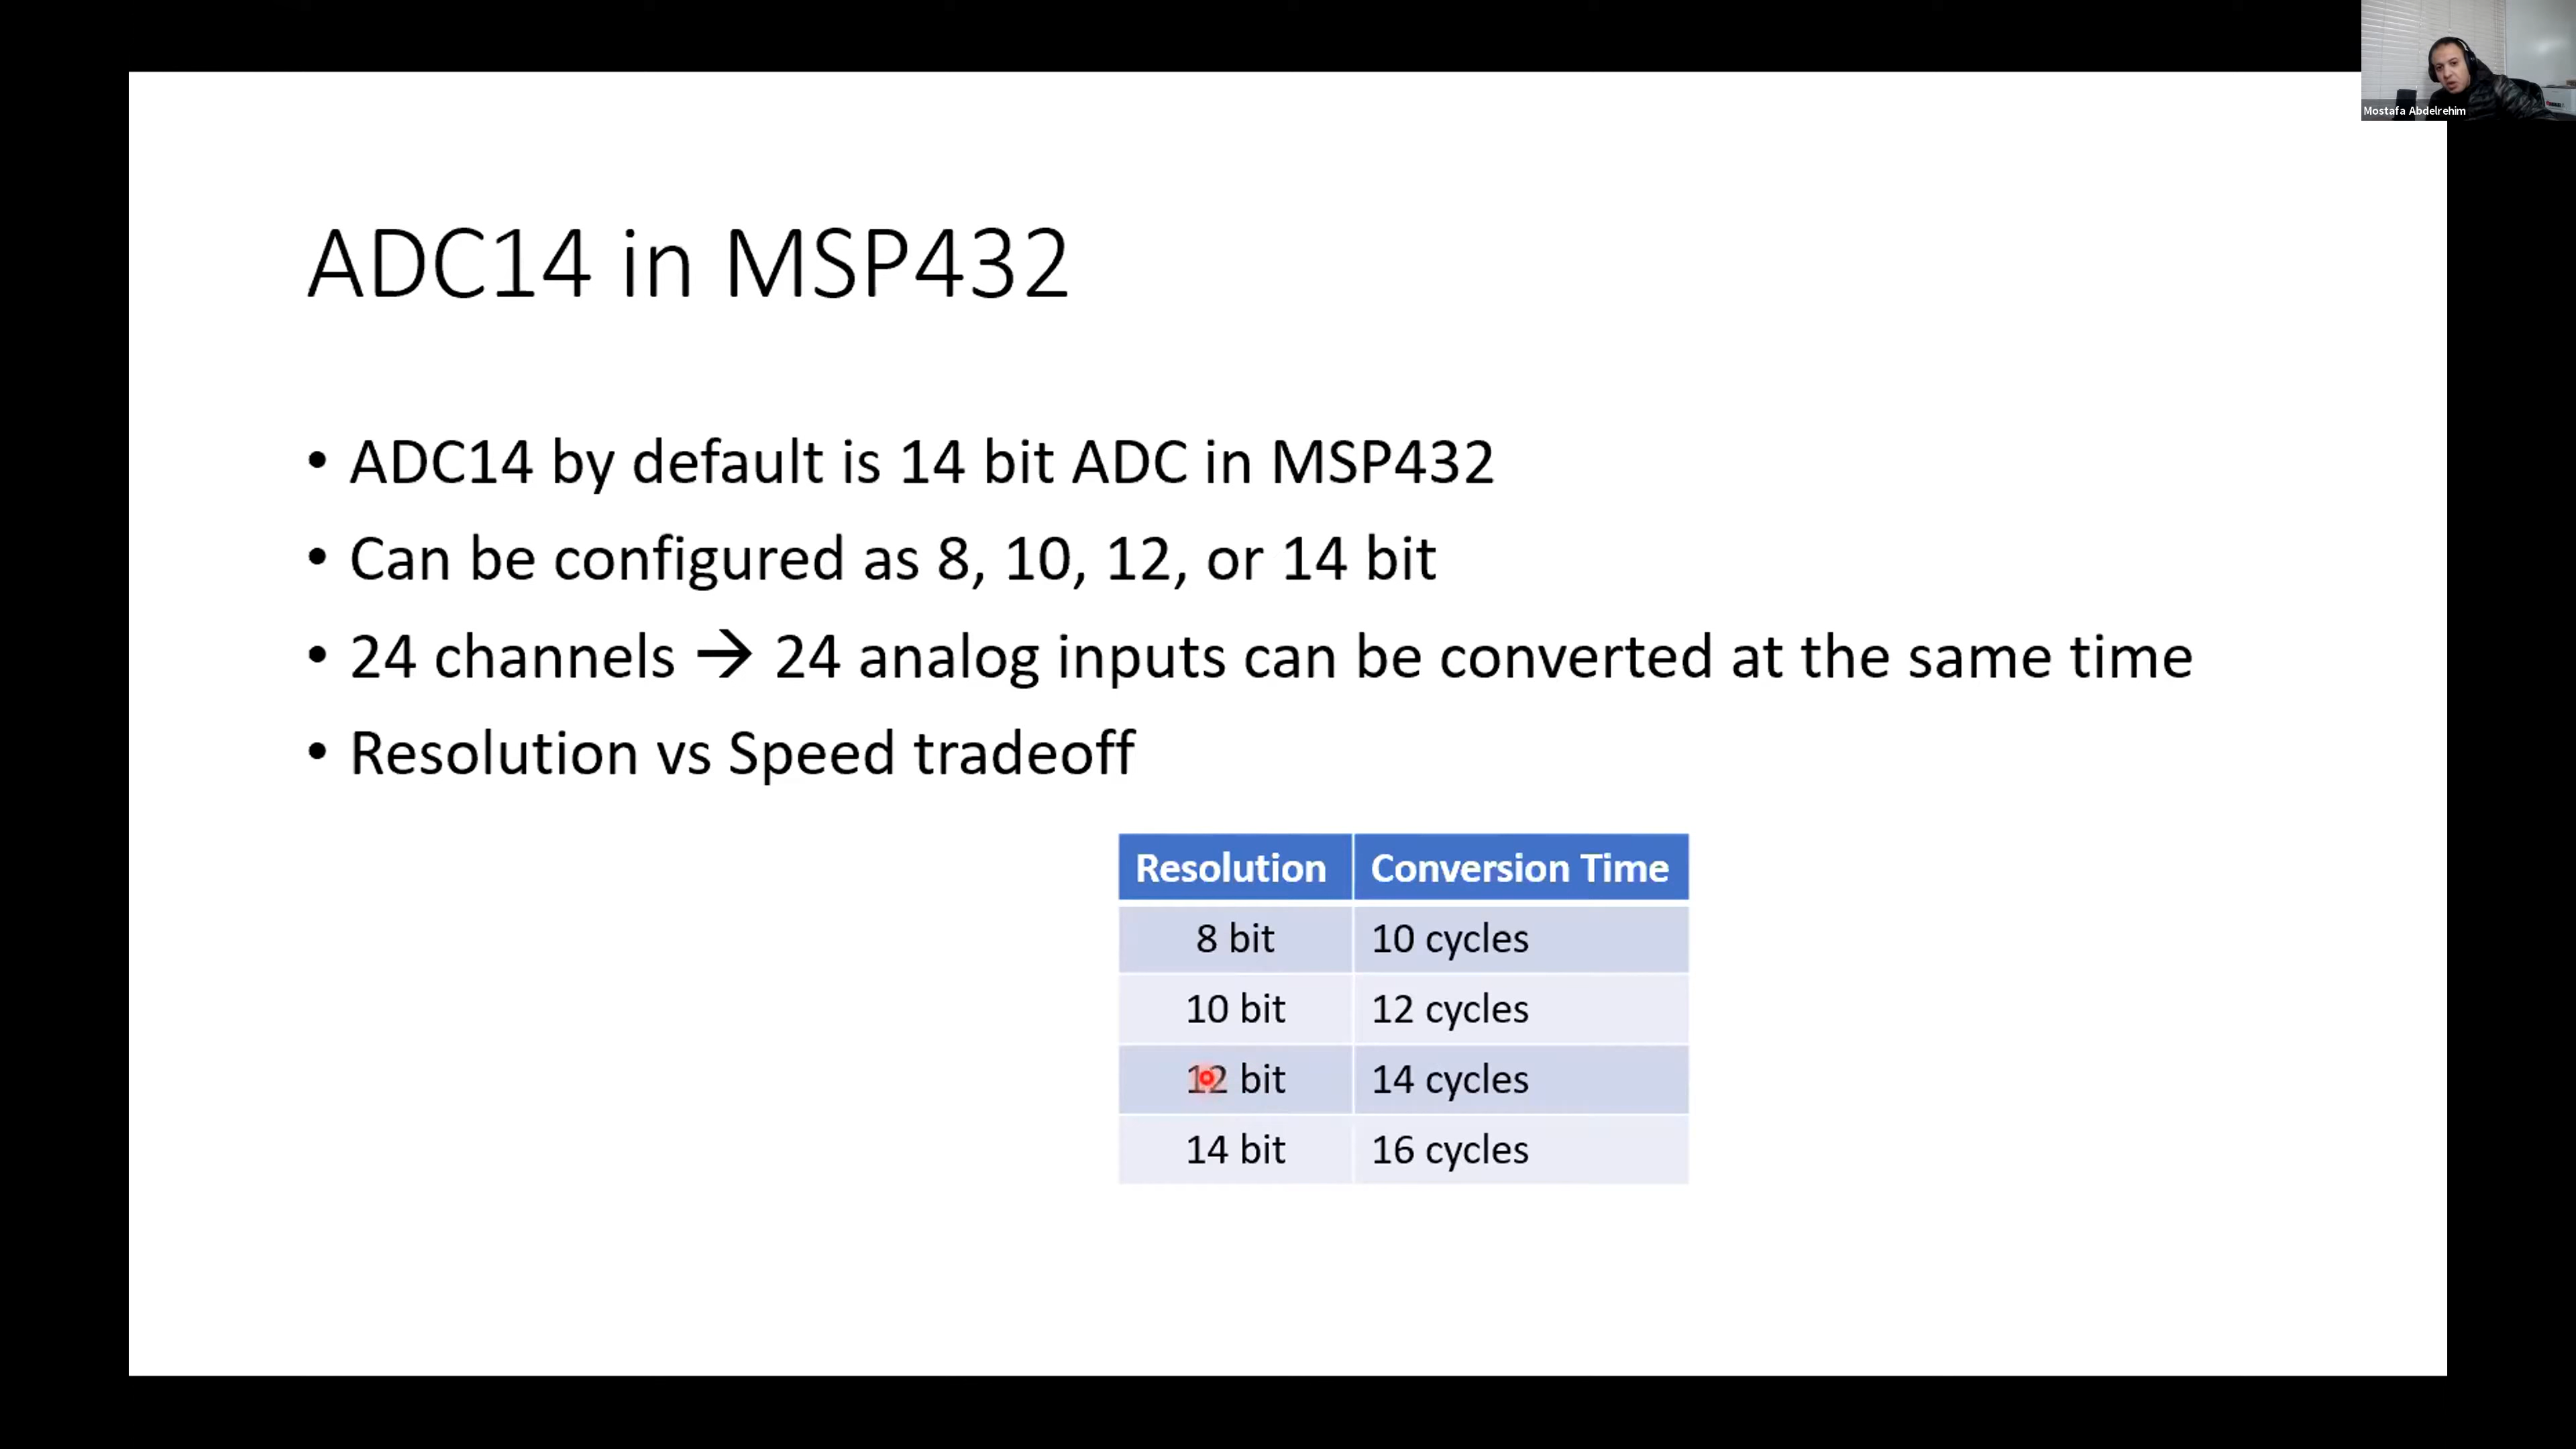 Mostafa Abdelrehim
ADC14 in MSP432
• ADC14 by default is 14 bit ADC in MSP432
• Can be configured as 8, 10, 12, or 14 bit
• 24 channels → 24 analog inputs can be converted at the same time
• Resolution vs Speed tradeoff
Resolution Conversion Time
8 bit 10 cycles
10 bit 12 cycles
12 bit 14 cycles
14 bit 16 cycles